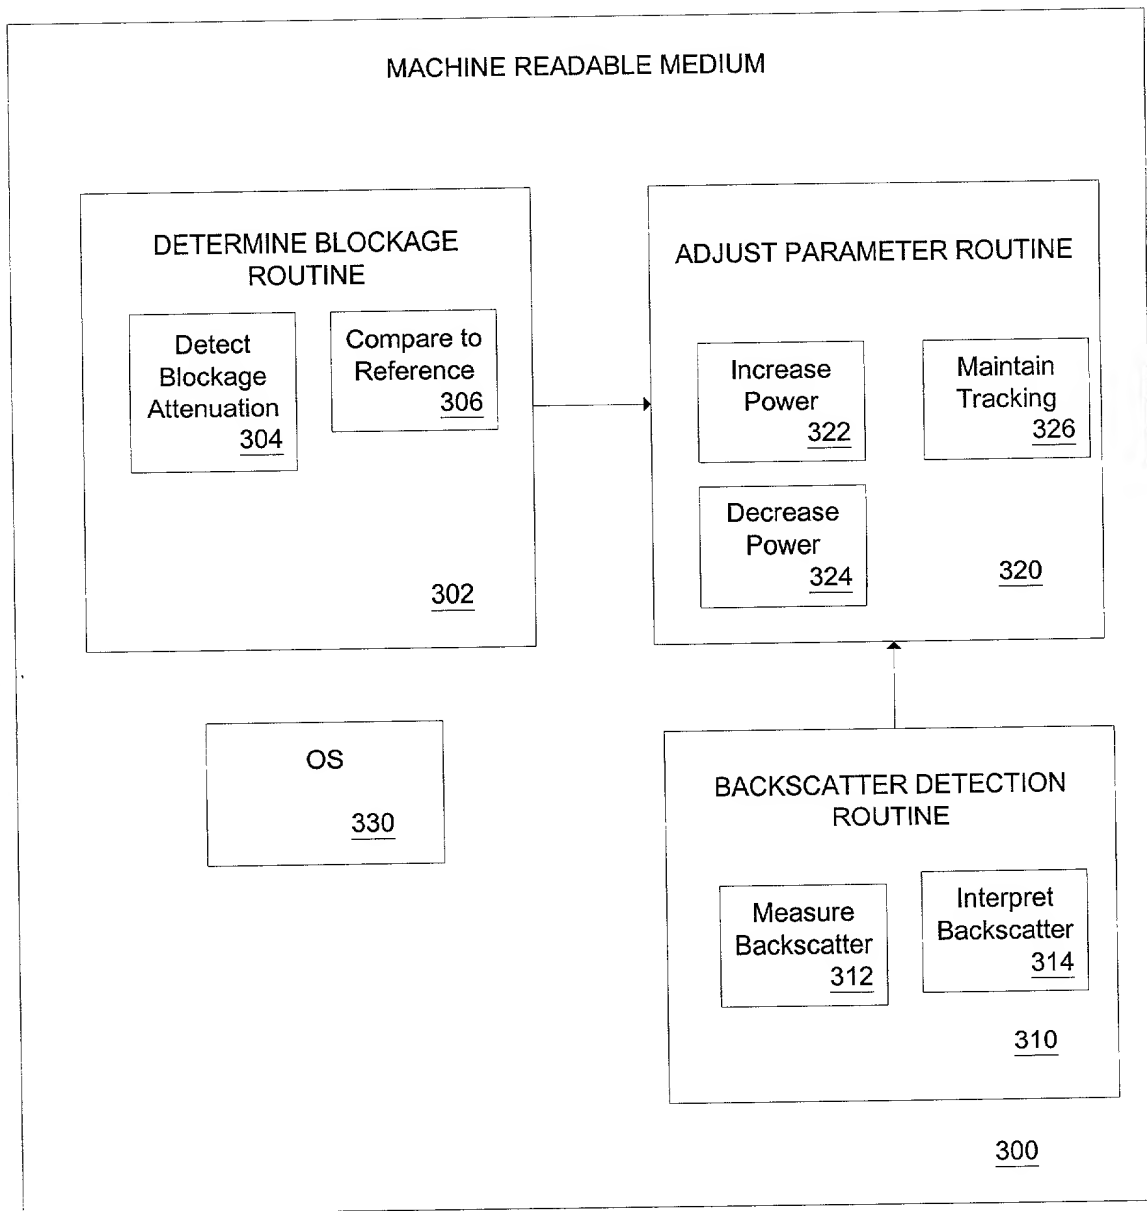 MACHINE READABLE MEDIUM
DETERMINE BLOCKAGE
ROUTINE
Detect
Blockage
Attenuation
304
Compare to
Reference
306
302
ADJUST PARAMETER ROUTINE
Increase
Power
322
Maintain
Tracking
326
Decrease
Power
324
320
OS
330
BACKSCATTER DETECTION
ROUTINE
Measure
Backscatter
312
Interpret
Backscatter
314
310
300